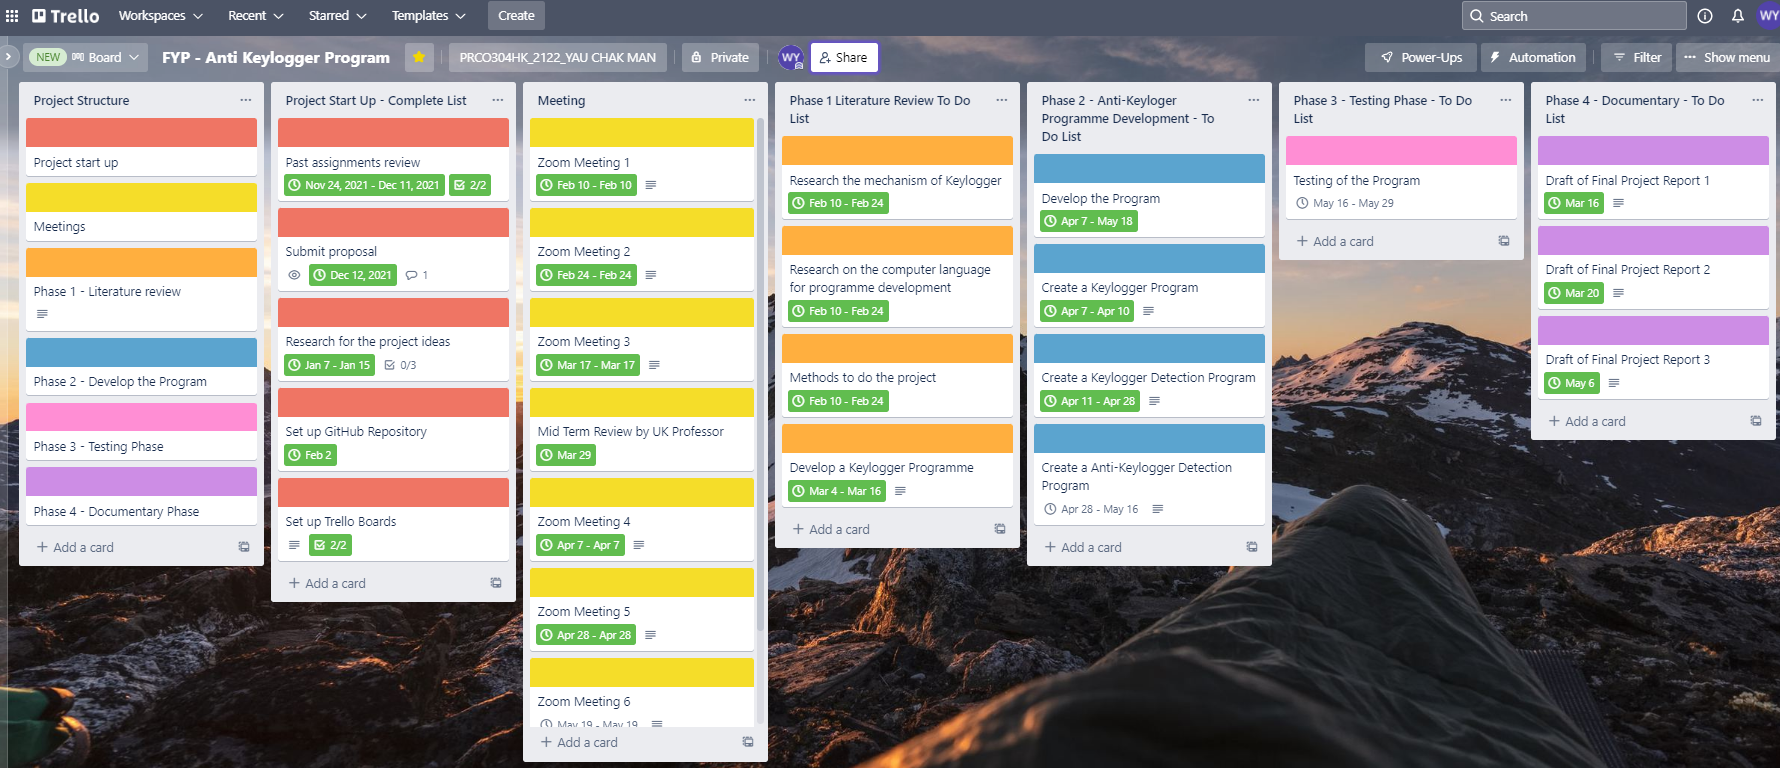 Trello
Workspaces
Recent
Starred
Templates
Create
Search
WY
NEW
Board
FYP - Anti Keylogger Program
PRCO304HK_2122_YAU CHAK MAN
Private
WY
Share
Power-Ups
Automation
Filter
Show menu
Project Structure
Project start up
Meetings
Phase 1 - Literature review
Phase 2 - Develop the Program
Phase 3 - Testing Phase
Phase 4 - Documentary Phase
Add a card
Project Start Up - Complete List
Past assignments review
Nov 24, 2021 - Dec 11, 2021
2/2
Submit proposal
Dec 12, 2021
1
Research for the project ideas
Jan 7 - Jan 15
0/3
Set up GitHub Repository
Feb 2
Set up Trello Boards
2/2
Add a card
Meeting
Zoom Meeting 1
Feb 10 - Feb 10
Zoom Meeting 2
Feb 24 - Feb 24
Zoom Meeting 3
Mar 17 - Mar 17
Mid Term Review by UK Professor
Mar 29
Zoom Meeting 4
Apr 7 - Apr 7
Zoom Meeting 5
Apr 28 - Apr 28
Zoom Meeting 6
May 19 - May 19
Add a card
Phase 1 Literature Review To Do
List
Research the mechanism of Keylogger
Feb 10 - Feb 24
Research on the computer language
for programme development
Feb 10 - Feb 24
Methods to do the project
Feb 10 - Feb 24
Develop a Keylogger Programme
Mar 4 - Mar 16
Add a card
Phase 2 - Anti-Keyloger
Programme Development - To
Do List
Develop the Program
Apr 7 - May 18
Create a Keylogger Program
Apr 7 - Apr 10
Create a Keylogger Detection Program
Apr 11 - Apr 28
Create a Anti-Keylogger Detection
Program
Apr 28 - May 16
Add a card
Phase 3 - Testing Phase - To Do
List
Testing of the Program
May 16 - May 29
Add a card
Phase 4 - Documentary - To Do
List
Draft of Final Project Report 1
Mar 16
Draft of Final Project Report 2
Mar 20
Draft of Final Project Report 3
May 6
Add a card